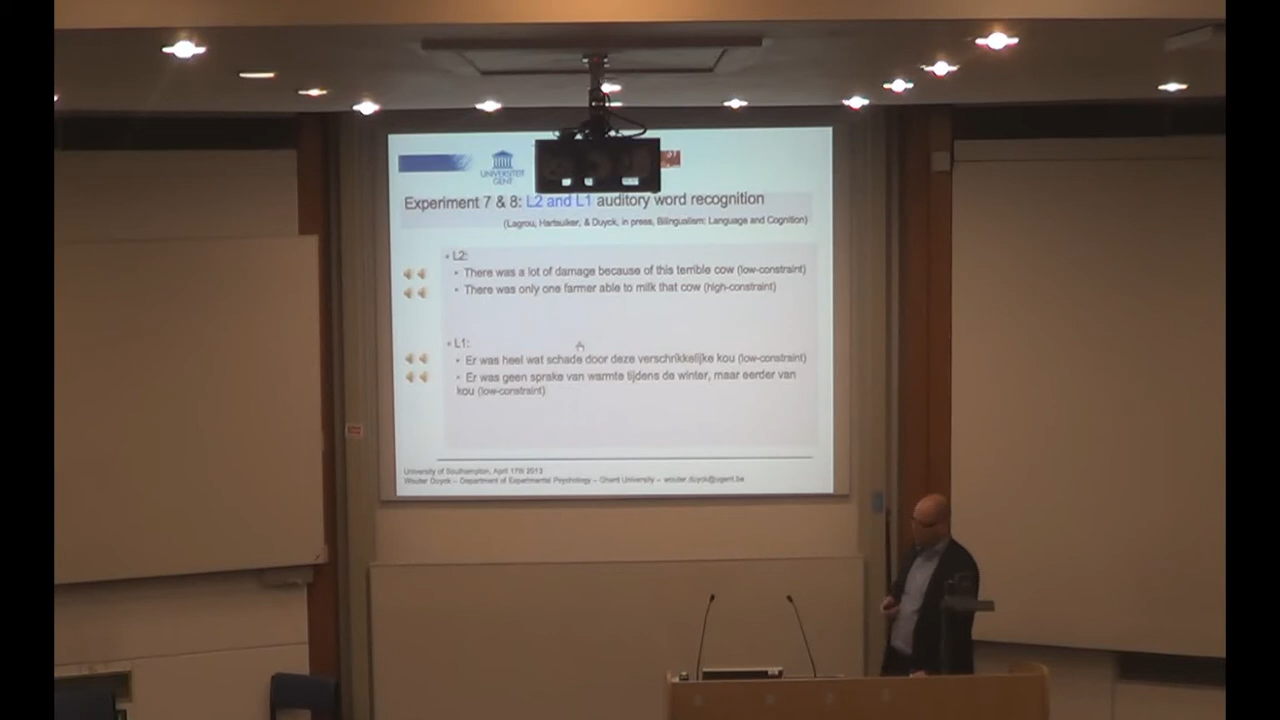 UNIVERSITEIT
GENT
Experiment 7 & 8: L2 and L1 auditory word recognition
(Lagrou, Hartsuiker, & Duyck, in press, Bilingualism: Language and Cognition)
• L2:
• There was a lot of damage because of this terrible cow (low-constraint)
• There was only one farmer able to milk that cow (high-constraint)
• L1:
• Er was heel wat schade door deze verschrikkelijke kou (low-constraint)
• Er was geen sprake van warmte tijdens de winter, maar eerder van
kou (low-constraint)
University of Southampton, April 17th 2013
Wouter Duyck – Department of Experimental Psychology – Ghent University – wouter.duyck@ugent.be